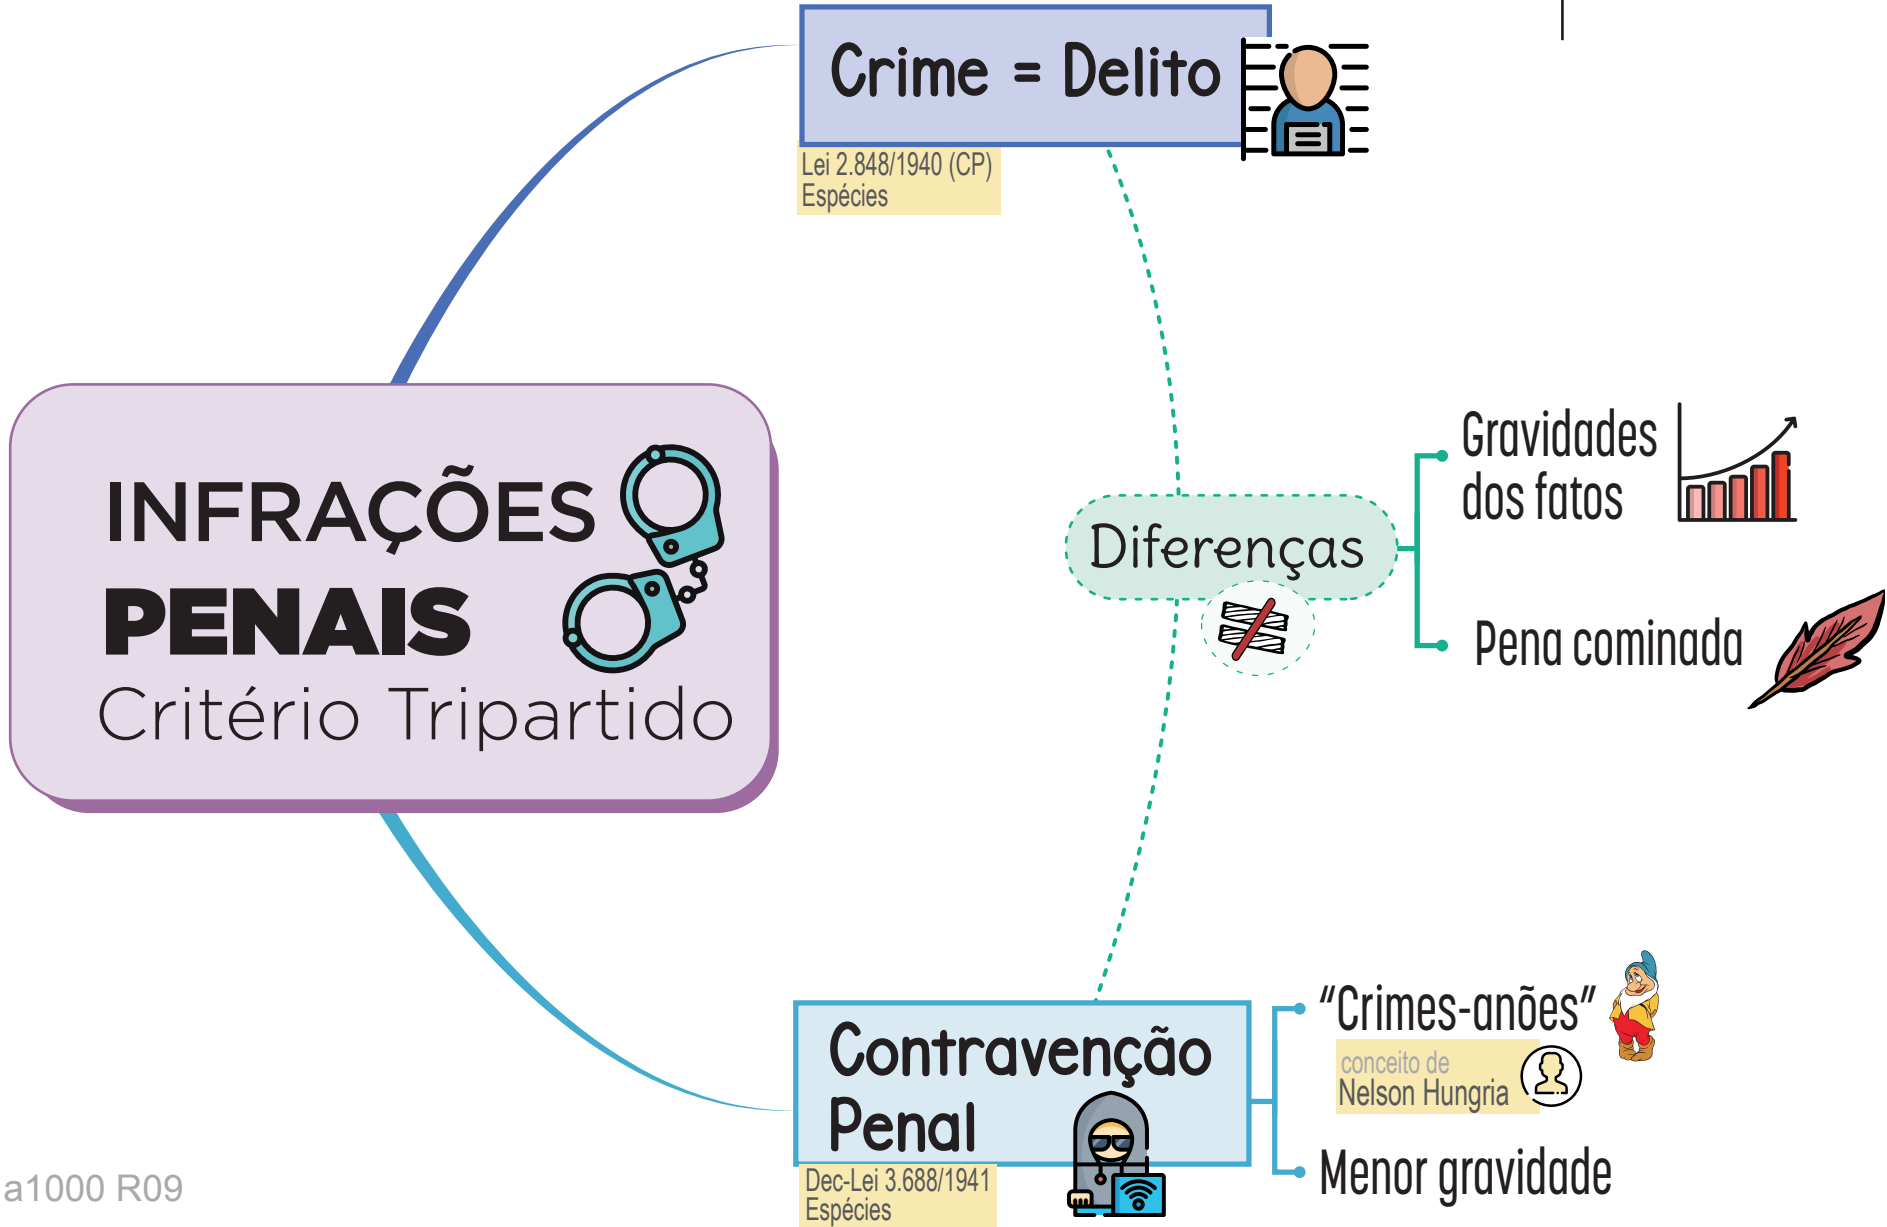 Crime = Delito
Lei 2.848/1940 (CP)
Espécies
INFRAÇÕES
PENAIS
Critério Tripartido
Diferenças
Gravidades
dos fatos
Pena cominada
Contravenção
Penal
Dec-Lei 3.688/1941
Espécies
"Crimes-anões"
conceito de
Nelson Hungria
Menor gravidade
a1000 R09